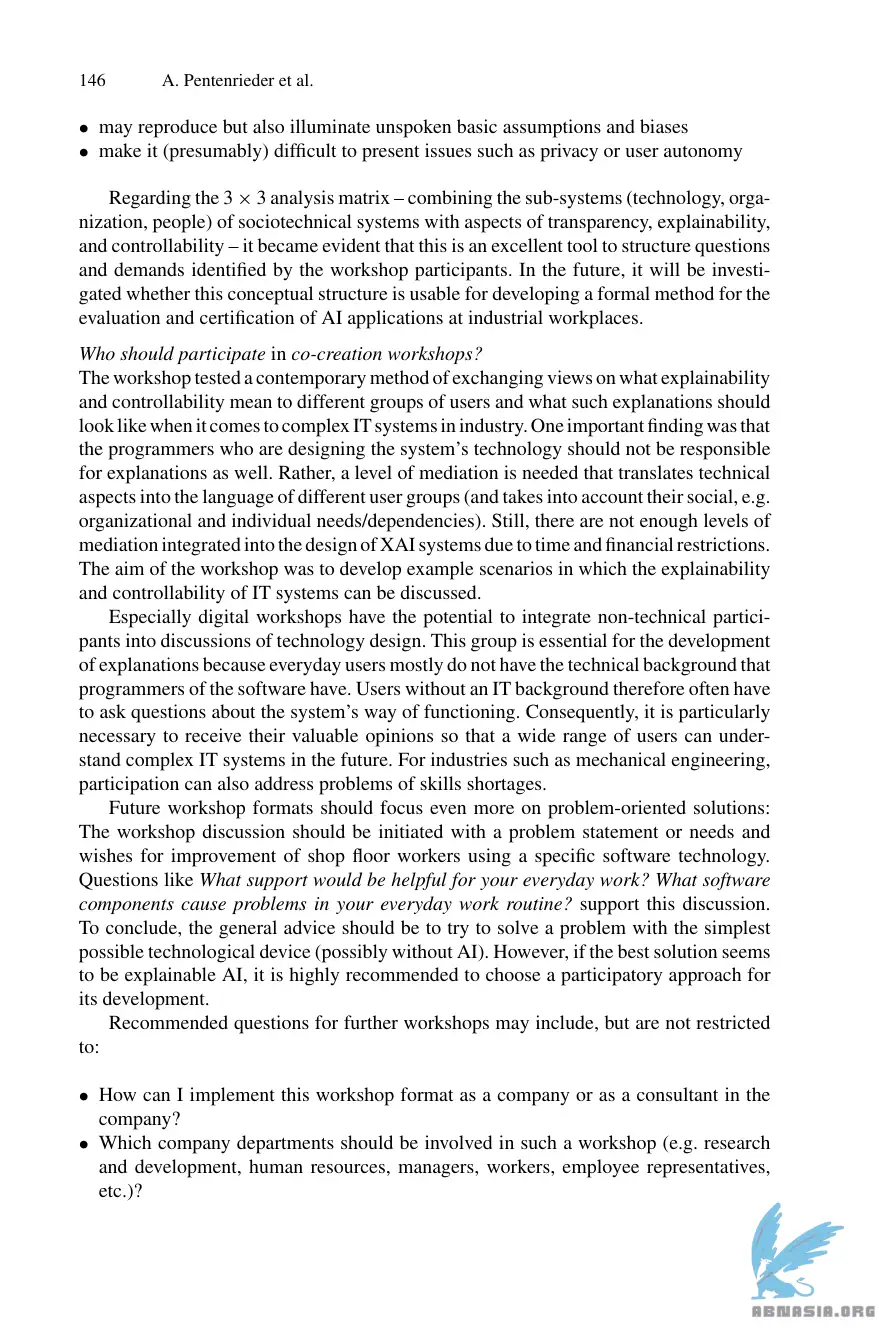 146 A. Pentenrieder et al.
• may reproduce but also illuminate unspoken basic assumptions and biases
• make it (presumably) difficult to present issues such as privacy or user autonomy
Regarding the 3 × 3 analysis matrix – combining the sub-systems (technology, orga-
nization, people) of sociotechnical systems with aspects of transparency, explainability,
and controllability – it became evident that this is an excellent tool to structure questions
and demands identified by the workshop participants. In the future, it will be investi-
gated whether this conceptual structure is usable for developing a formal method for the
evaluation and certification of AI applications at industrial workplaces.
Who should participate in co-creation workshops?
The workshop tested a contemporary method of exchanging views on what explainability
and controllability mean to different groups of users and what such explanations should
look like when it comes to complex IT systems in industry. One important finding was that
the programmers who are designing the system's technology should not be responsible
for explanations as well. Rather, a level of mediation is needed that translates technical
aspects into the language of different user groups (and takes into account their social, e.g.
organizational and individual needs/dependencies). Still, there are not enough levels of
mediation integrated into the design of XAI systems due to time and financial restrictions.
The aim of the workshop was to develop example scenarios in which the explainability
and controllability of IT systems can be discussed.
Especially digital workshops have the potential to integrate non-technical partici-
pants into discussions of technology design. This group is essential for the development
of explanations because everyday users mostly do not have the technical background that
programmers of the software have. Users without an IT background therefore often have
to ask questions about the system's way of functioning. Consequently, it is particularly
necessary to receive their valuable opinions so that a wide range of users can under-
stand complex IT systems in the future. For industries such as mechanical engineering,
participation can also address problems of skills shortages.
Future workshop formats should focus even more on problem-oriented solutions:
The workshop discussion should be initiated with a problem statement or needs and
wishes for improvement of shop floor workers using a specific software technology.
Questions like What support would be helpful for your everyday work? What software
components cause problems in your everyday work routine? support this discussion.
To conclude, the general advice should be to try to solve a problem with the simplest
possible technological device (possibly without AI). However, if the best solution seems
to be explainable AI, it is highly recommended to choose a participatory approach for
its development.
Recommended questions for further workshops may include, but are not restricted
to:
• How can I implement this workshop format as a company or as a consultant in the
company?
• Which company departments should be involved in such a workshop (e.g. research
and development, human resources, managers, workers, employee representatives,
etc.)?
ABNASIA.ORG